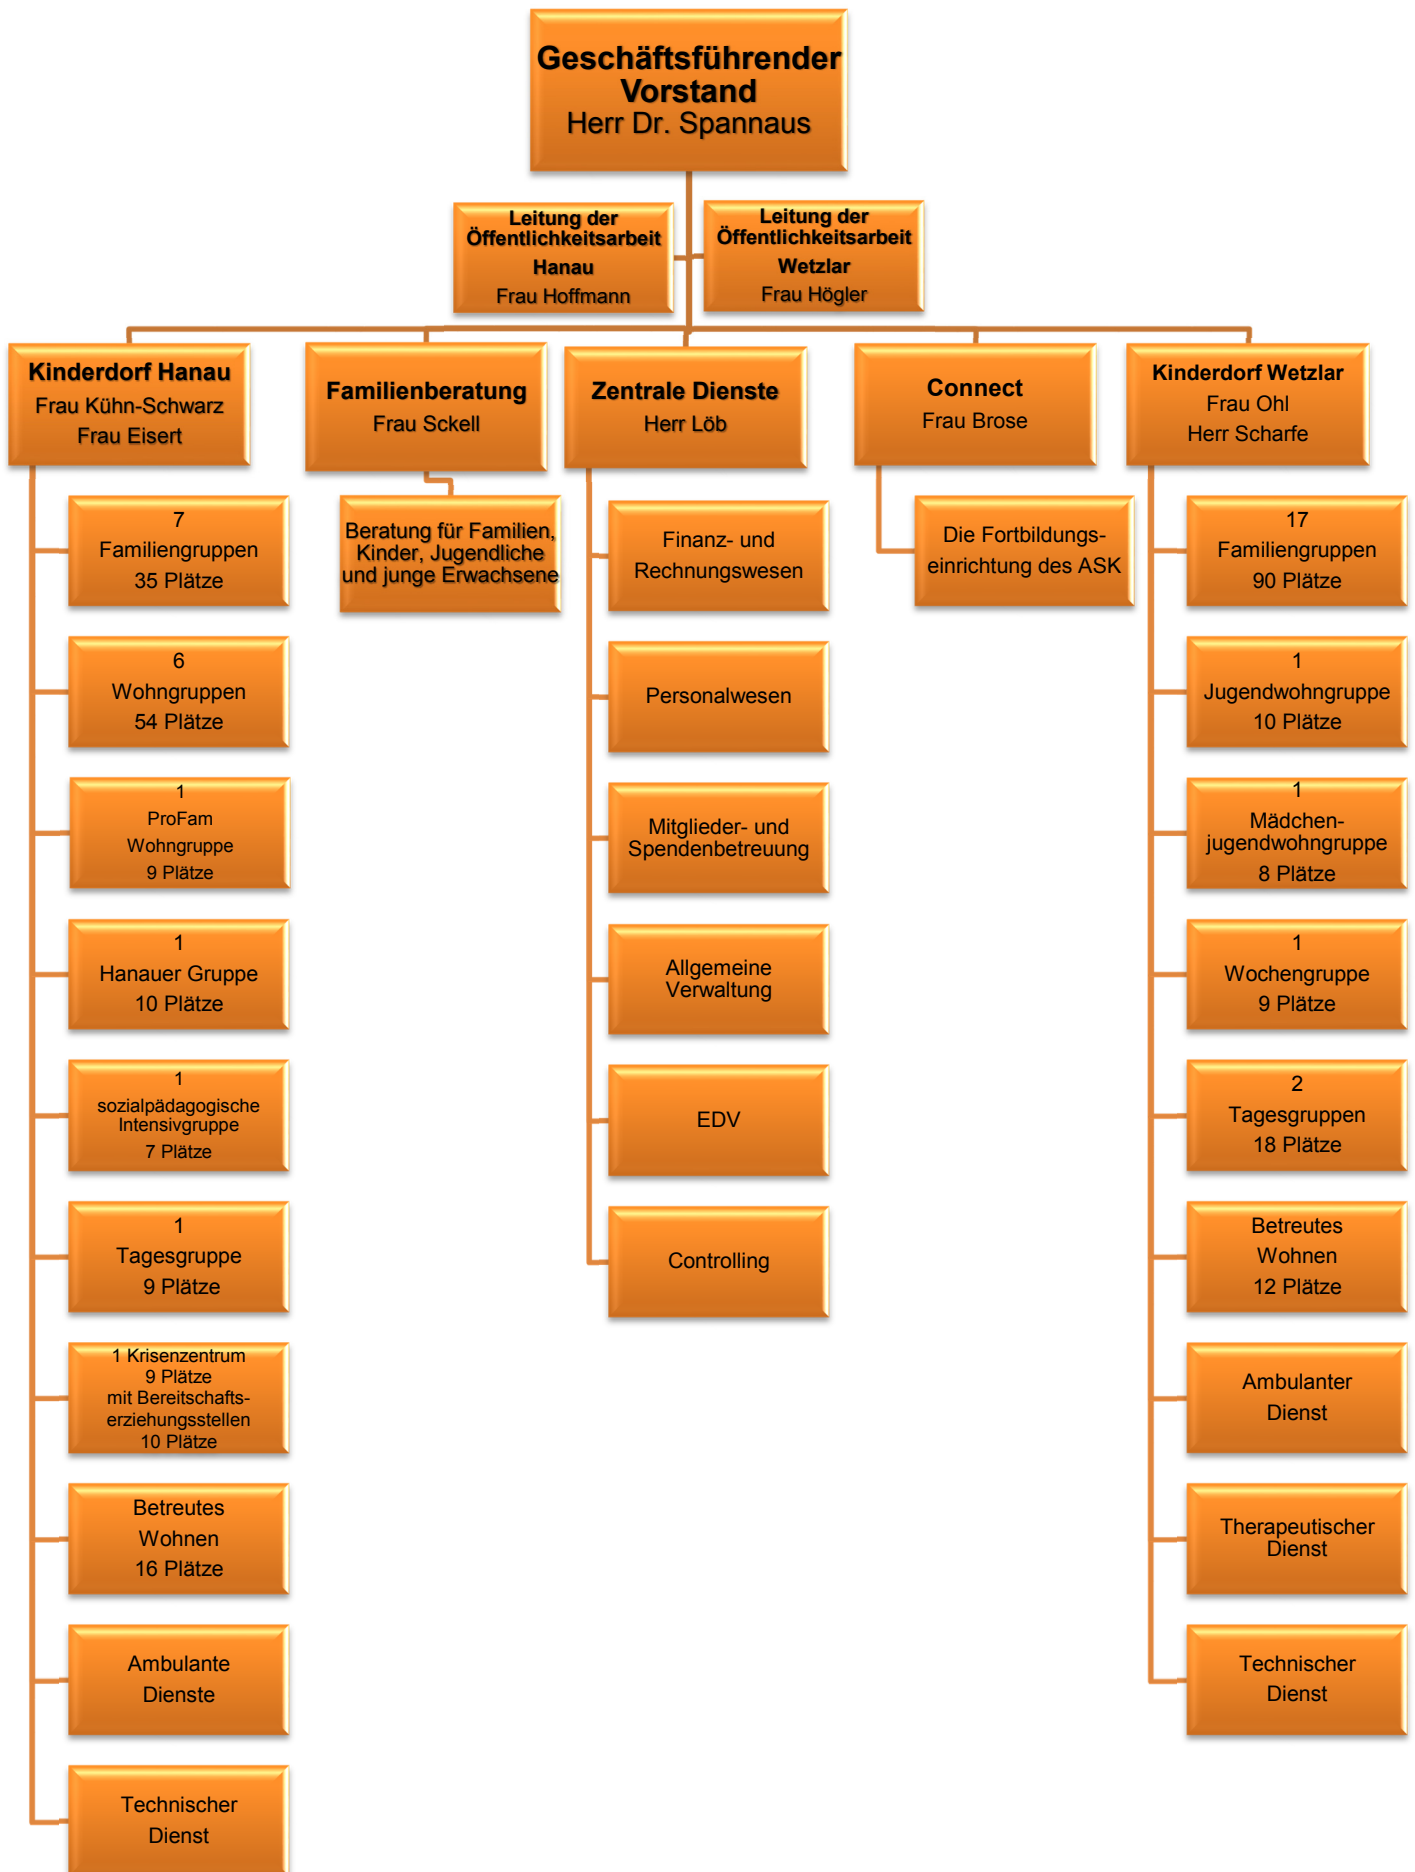 Geschäftsführender
Vorstand
Herr Dr. Spannaus
Leitung der
Öffentlichkeitsarbeit
Hanau
Frau Hoffmann
Leitung der
Öffentlichkeitsarbeit
Wetzlar
Frau Högler
Kinderdorf Hanau
Frau Kühn-Schwarz
Frau Eisert
Familienberatung
Frau Sckell
Zentrale Dienste
Herr Löb
Connect
Frau Brose
Kinderdorf Wetzlar
Frau Ohl
Herr Scharfe
7
Familiengruppen
35 Plätze
6
Wohngruppen
54 Plätze
1
ProFam
Wohngruppe
9 Plätze
1
Hanauer Gruppe
10 Plätze
1
sozialpädagogische
Intensivgruppe
7 Plätze
1
Tagesgruppe
9 Plätze
1 Krisenzentrum
9 Plätze
mit Bereitschafts-
erziehungsstellen
10 Plätze
Betreutes
Wohnen
16 Plätze
Ambulante
Dienste
Technischer
Dienst
Beratung für Familien,
Kinder, Jugendliche
und junge Erwachsene
Finanz- und
Rechnungswesen
Personalwesen
Mitglieder- und
Spendenbetreuung
Allgemeine
Verwaltung
EDV
Controlling
Die Fortbildungs-
einrichtung des ASK
17
Familiengruppen
90 Plätze
1
Jugendwohngruppe
10 Plätze
1
Mädchen-
jugendwohngruppe
8 Plätze
1
Wochengruppe
9 Plätze
2
Tagesgruppen
18 Plätze
Betreutes
Wohnen
12 Plätze
Ambulanter
Dienst
Therapeutischer
Dienst
Technischer
Dienst